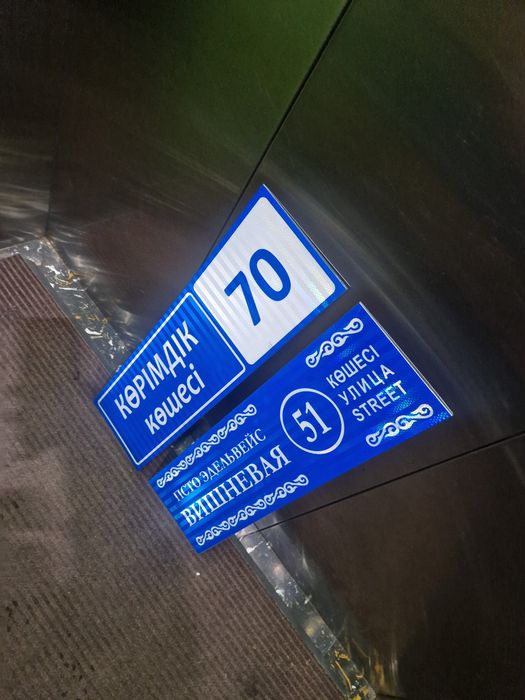 КӨРІМДІК
көшесі
70
ПСТО ЭДЕЛЬВЕЙС
ВИШНЕВАЯ
51
КӨШЕСІ
УЛИЦА
STREET